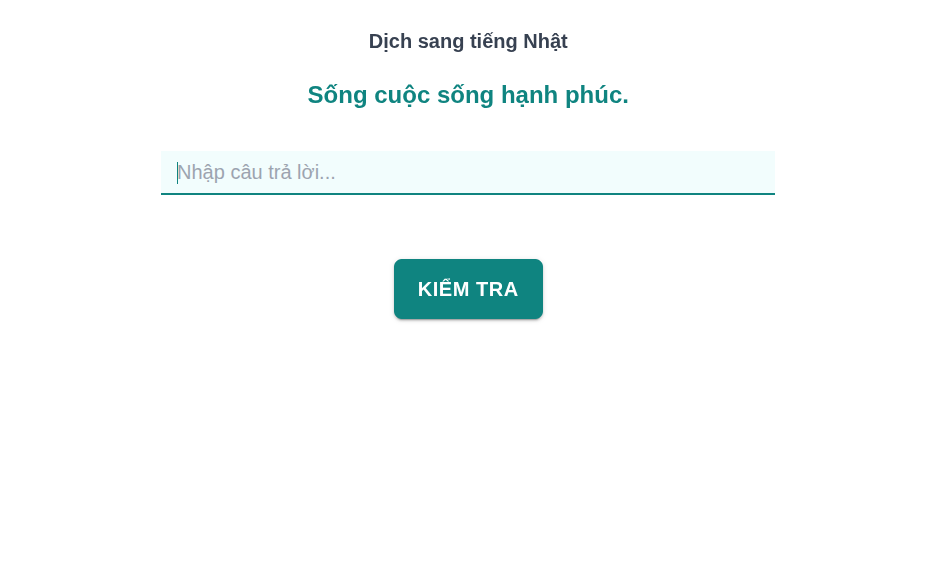 Dịch sang tiếng Nhật
Sống cuộc sống hạnh phúc.
Nhập câu trả lời...
KIỂM TRA